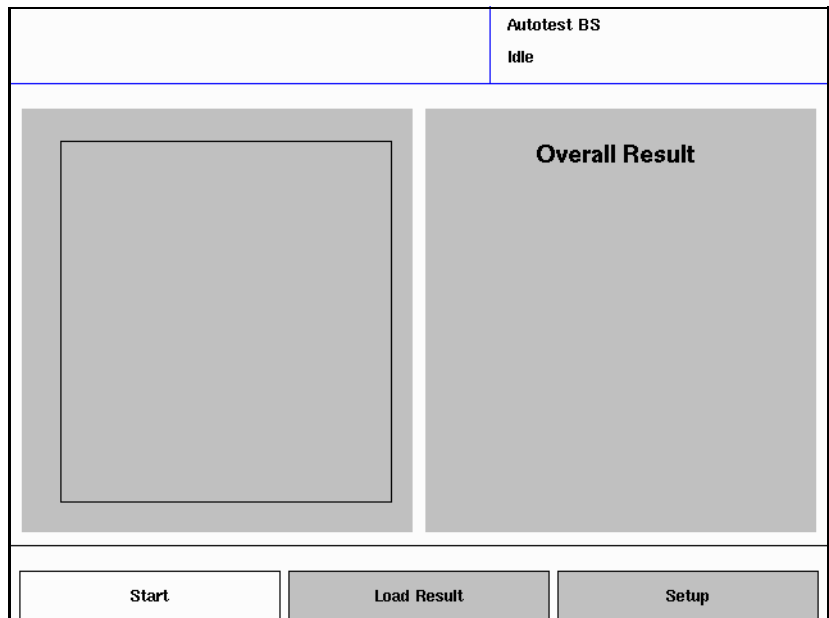 Autotest BS
Idle
Overall Result
Start
Load Result
Setup